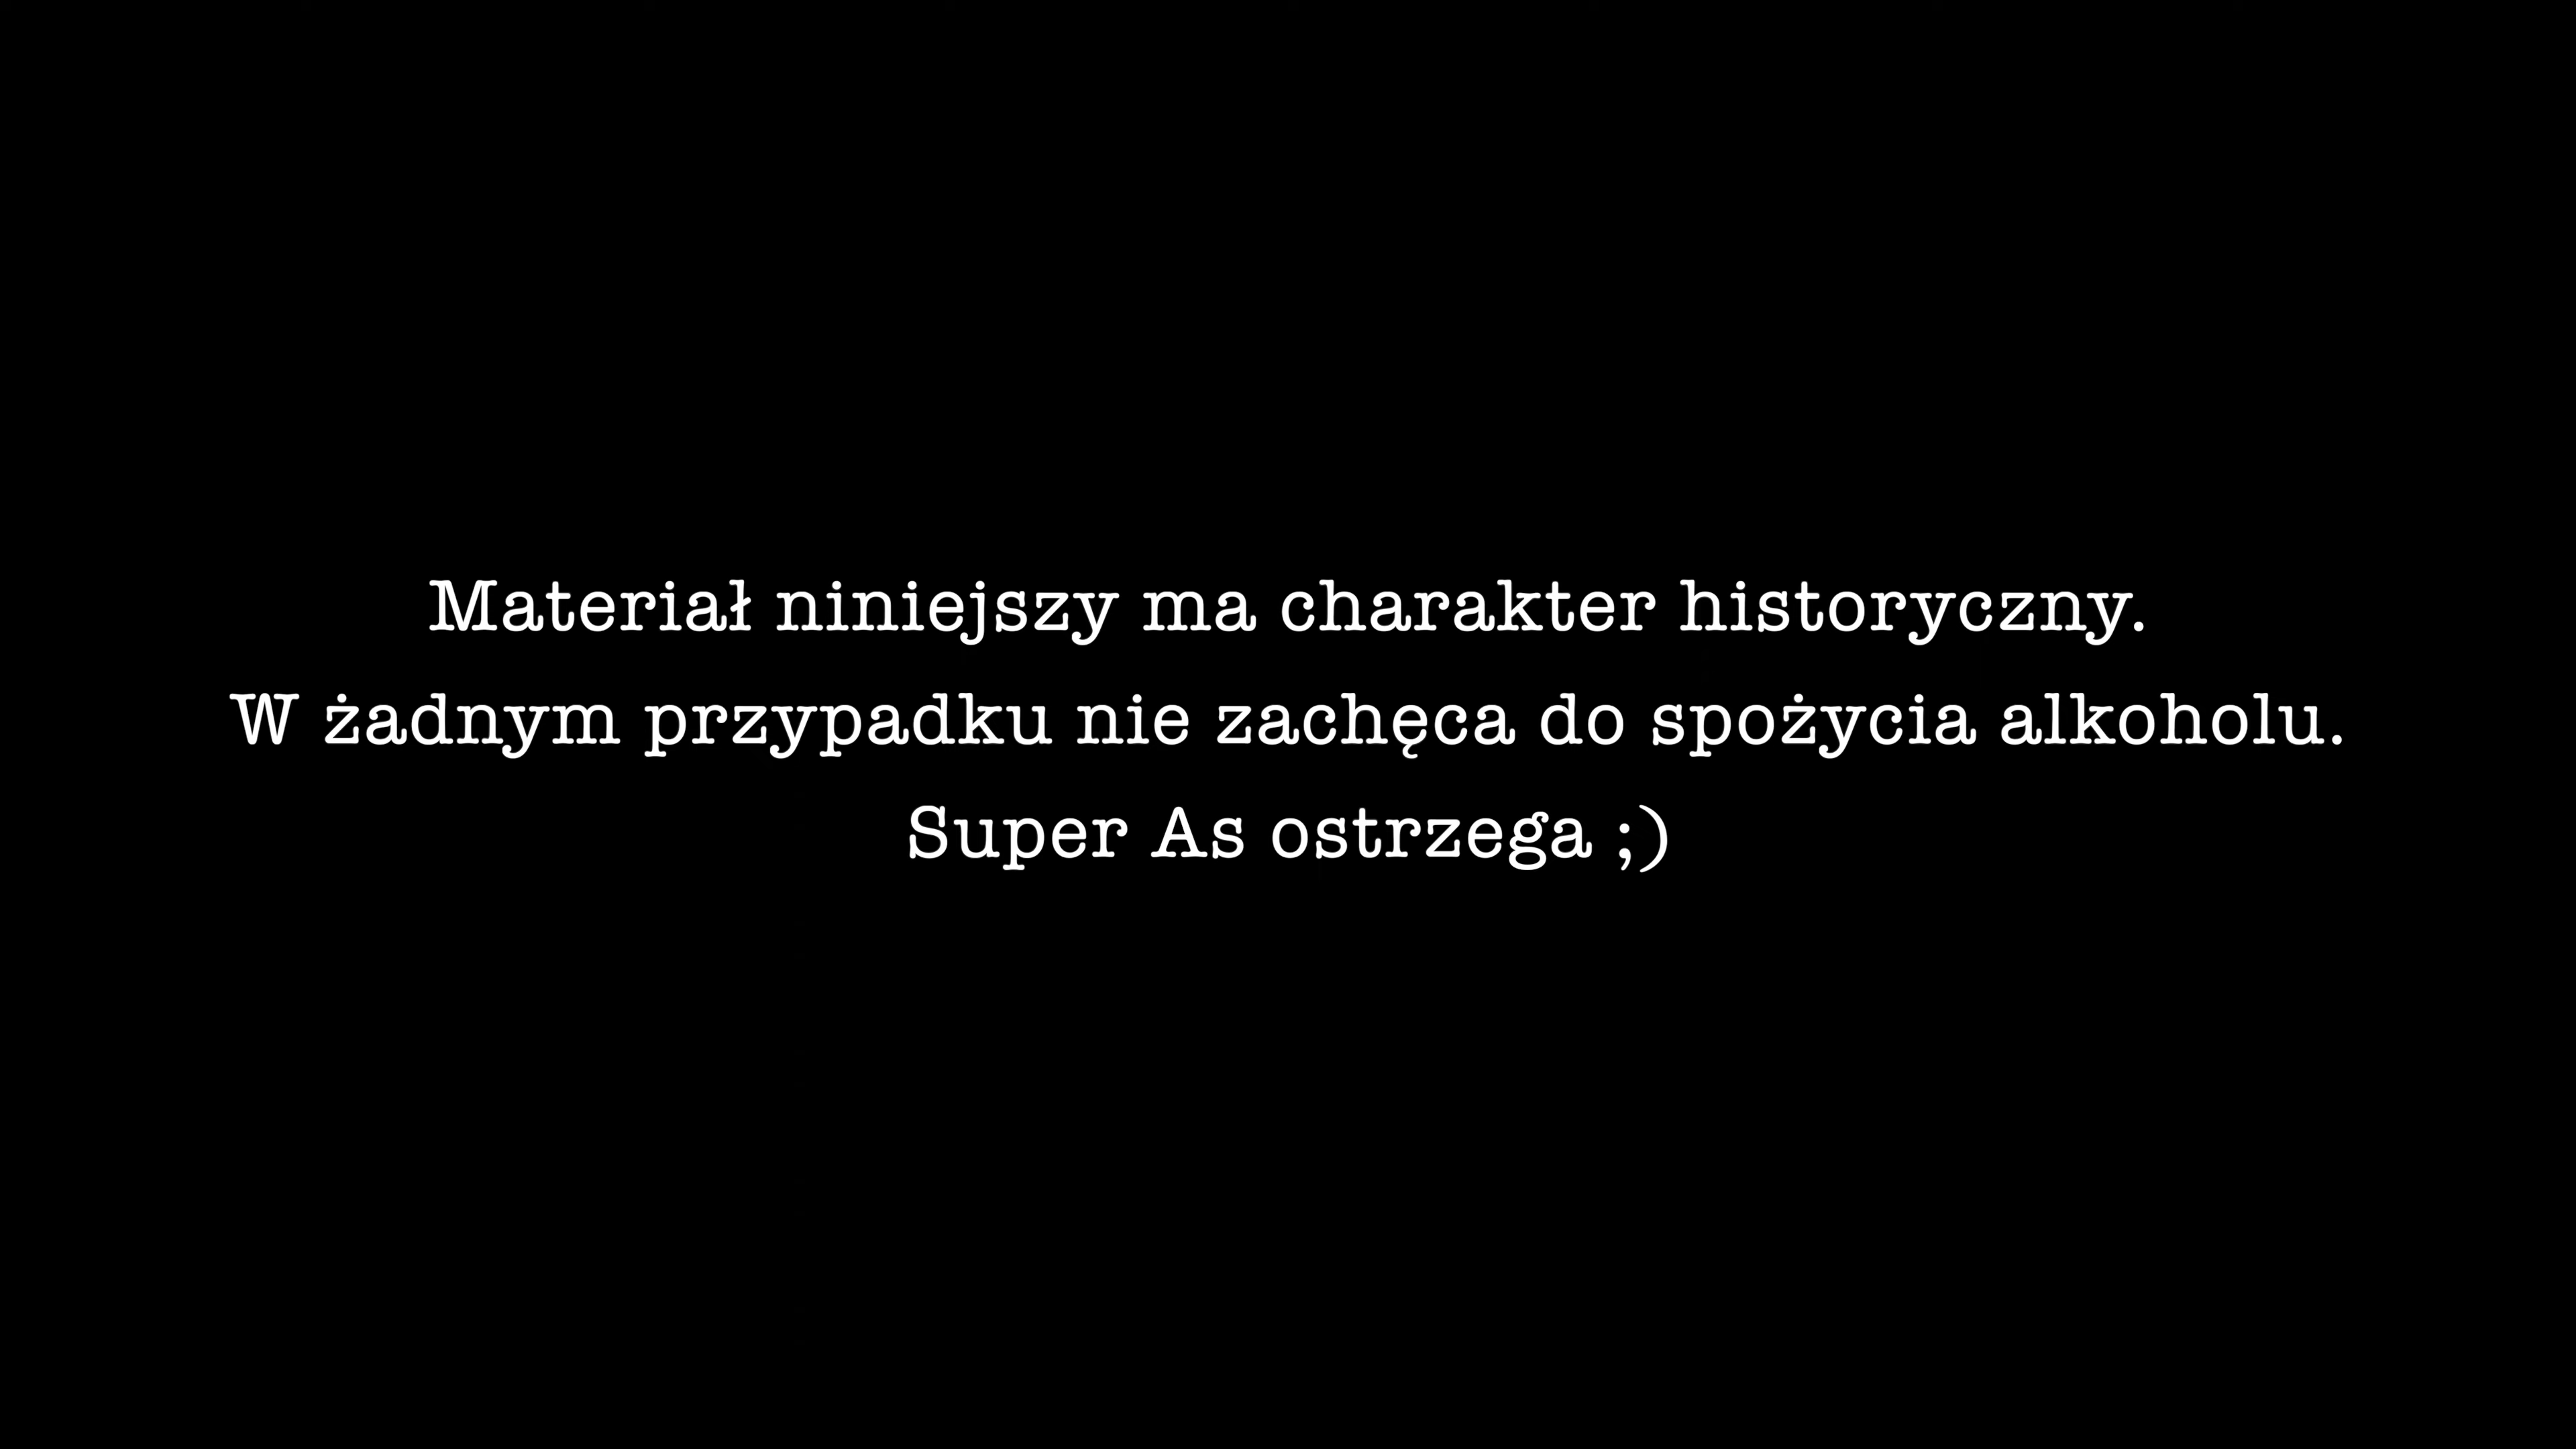 Materiał niniejszy ma charakter historyczny.
W żadnym przypadku nie zachęca do spożycia alkoholu.
Super As ostrzega ;)